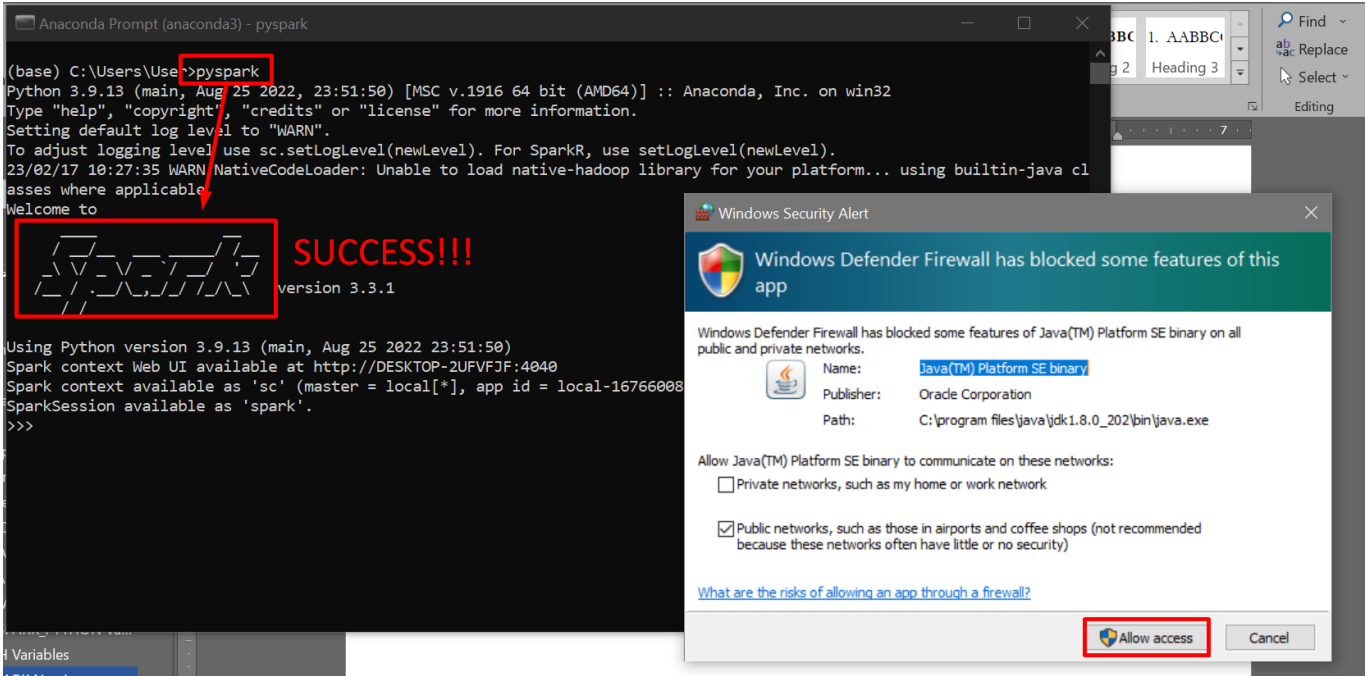 Anaconda Prompt (anaconda3) - pyspark
(base) C:\Users\User>pyspark
Python 3.9.13 (main, Aug 25 2022, 23:51:50) [MSC v.1916 64 bit (AMD64)] :: Anaconda, Inc. on win32
Type "help", "copyright", "credits" or "license" for more information.
Setting default log level to "WARN".
To adjust logging level use sc.setLogLevel(newLevel). For SparkR, use setLogLevel(newLevel).
23/02/17 10:27:35 WARN NativeCodeLoader: Unable to load native-hadoop library for your platform... using builtin-java cl
asses where applicable
Welcome to
Spark
SUCCESS!!!
version 3.3.1
Using Python version 3.9.13 (main, Aug 25 2022 23:51:50)
Spark context Web UI available at http://DESKTOP-2UFVFJF:4040
Spark context available as 'sc' (master = local[*], app id = local-16766008
SparkSession available as 'spark'.
>>>
1. AABBC
Heading 3
Find
Replace
Select
Editing
7
Windows Security Alert
Windows Defender Firewall has blocked some features of this
app
Windows Defender Firewall has blocked some features of Java(TM) Platform SE binary on all
public and private networks.
Name: Java(TM) Platform SE binary
Publisher: Oracle Corporation
Path: C:\program files\java\jdk1.8.0_202\bin\java.exe
Allow Java(TM) Platform SE binary to communicate on these networks:
Private networks, such as my home or work network
Public networks, such as those in airports and coffee shops (not recommended
because these networks often have little or no security)
What are the risks of allowing an app through a firewall?
Allow access
Cancel
Variables